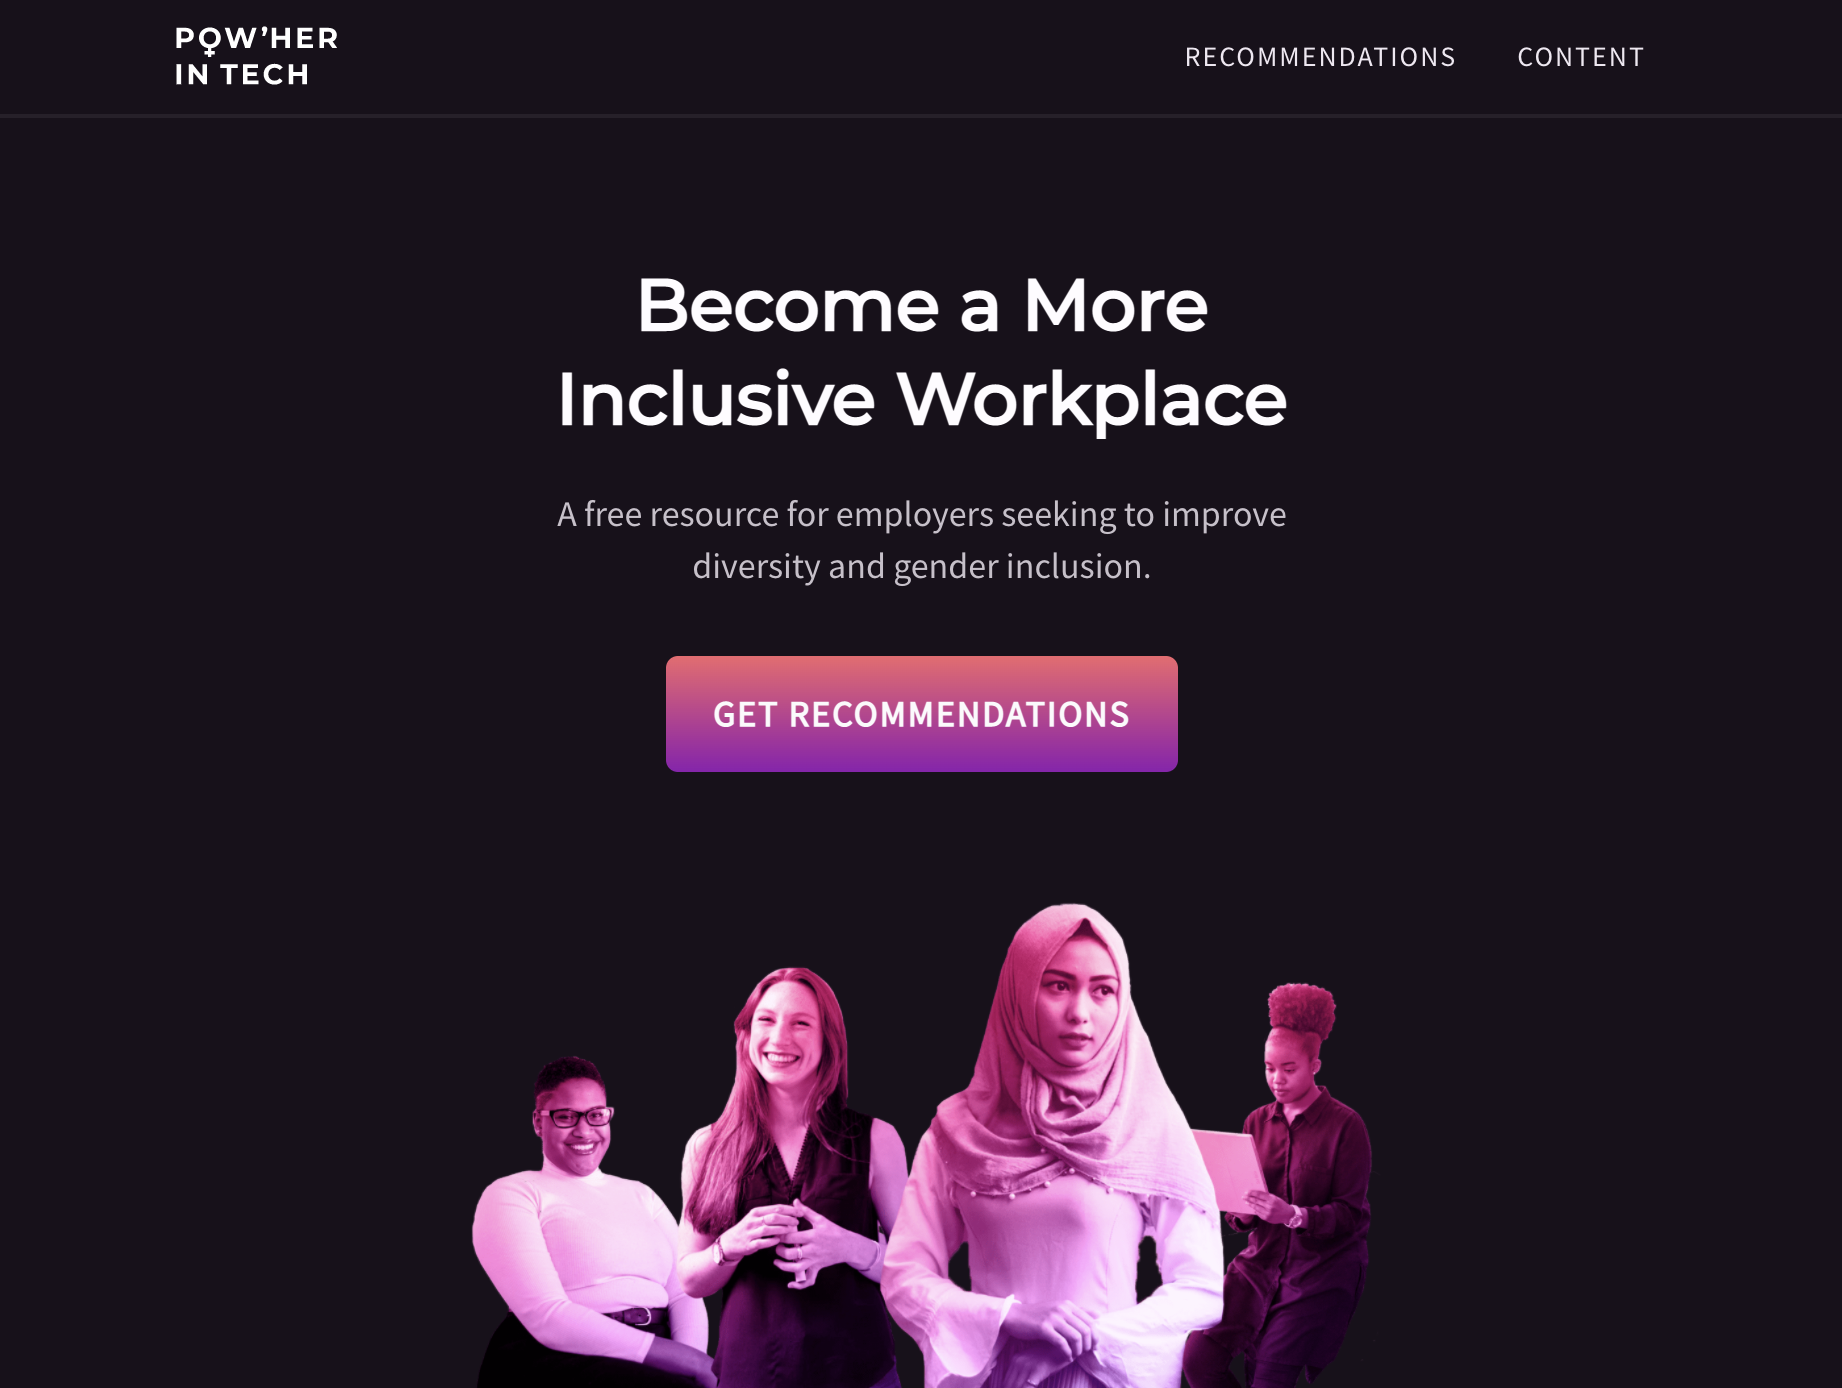 POW’HER
IN TECH
RECOMMENDATIONS
CONTENT
Become a More
Inclusive Workplace
A free resource for employers seeking to improve
diversity and gender inclusion.
GET RECOMMENDATIONS